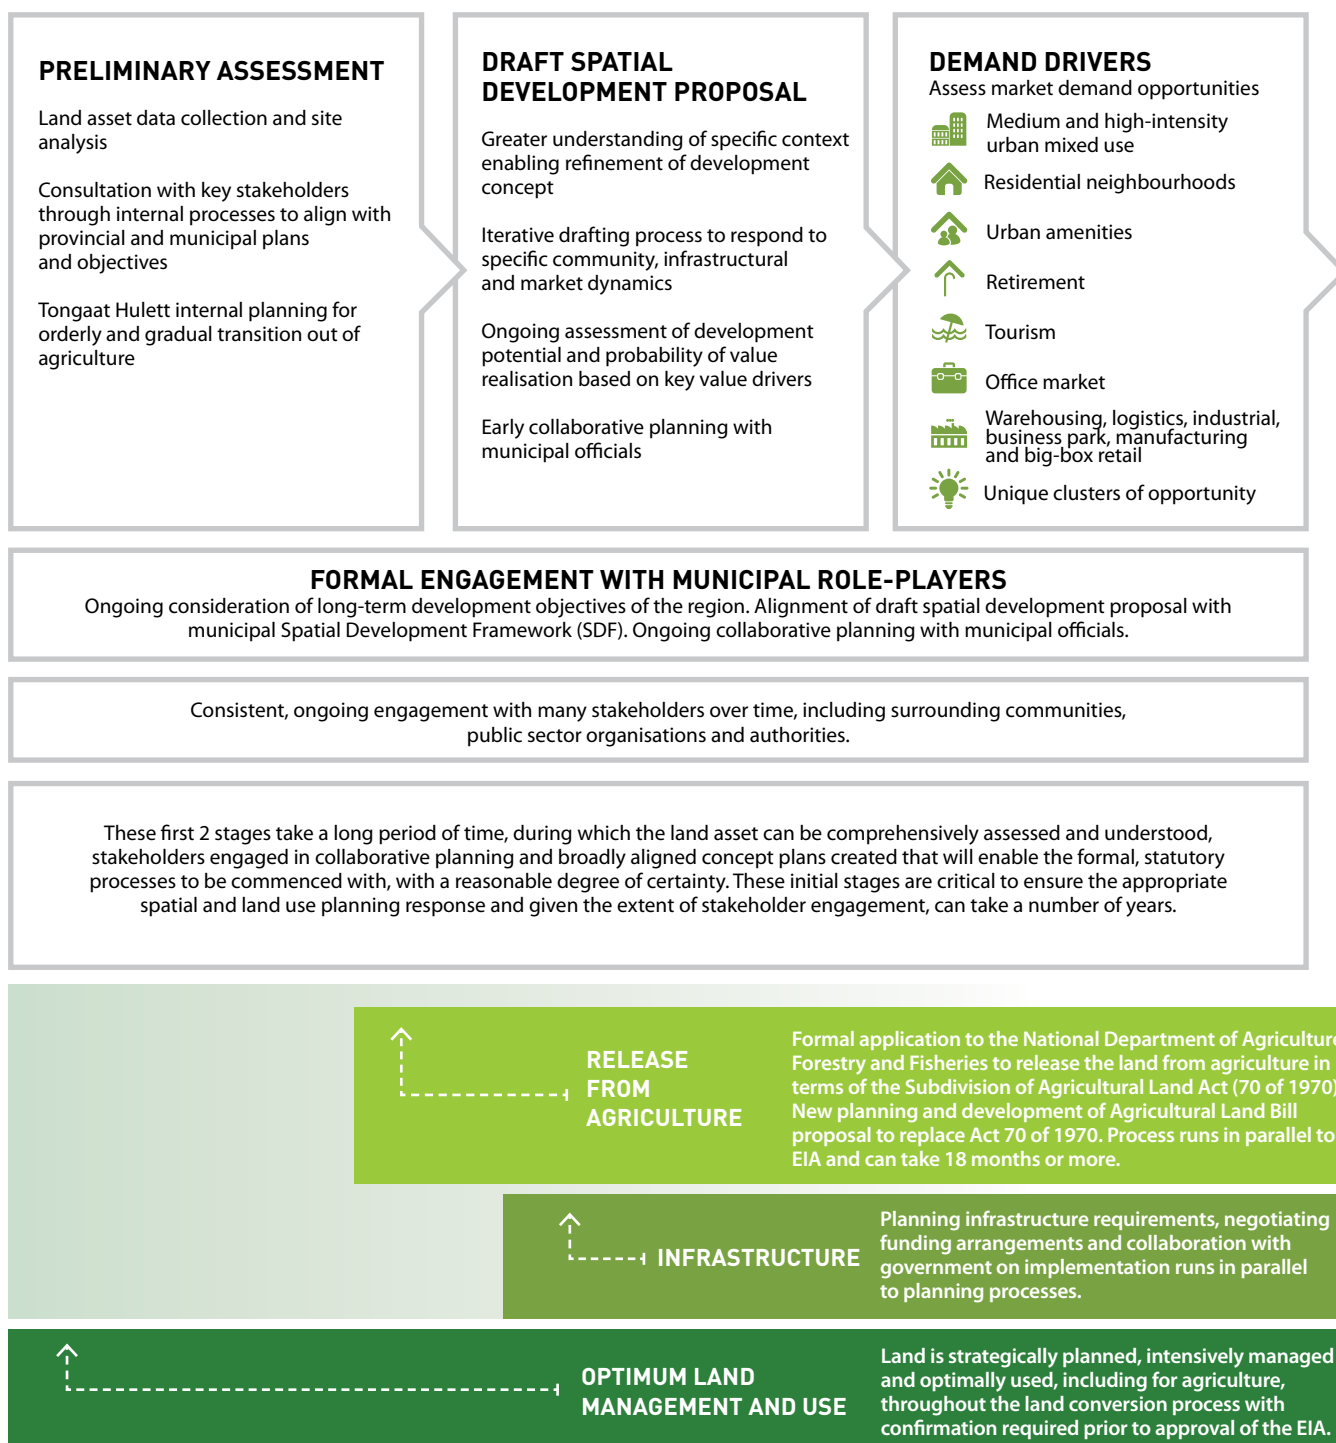 PRELIMINARY ASSESSMENT
Land asset data collection and site
analysis
Consultation with key stakeholders
through internal processes to align with
provincial and municipal plans
and objectives
Tongaat Hulett internal planning for
orderly and gradual transition out of
agriculture
DRAFT SPATIAL
DEVELOPMENT PROPOSAL
Greater understanding of specific context
enabling refinement of development
concept
Iterative drafting process to respond to
specific community, infrastructural
and market dynamics
Ongoing assessment of development
potential and probability of value
realisation based on key value drivers
Early collaborative planning with
municipal officials
DEMAND DRIVERS
Assess market demand opportunities
Medium and high-intensity
urban mixed use
Residential neighbourhoods
Urban amenities
Retirement
Tourism
Office market
Warehousing, logistics, industrial,
business park, manufacturing
and big-box retail
Unique clusters of opportunity
FORMAL ENGAGEMENT WITH MUNICIPAL ROLE-PLAYERS
Ongoing consideration of long-term development objectives of the region. Alignment of draft spatial development proposal with
municipal Spatial Development Framework (SDF). Ongoing collaborative planning with municipal officials.
Consistent, ongoing engagement with many stakeholders over time, including surrounding communities,
public sector organisations and authorities.
These first 2 stages take a long period of time, during which the land asset can be comprehensively assessed and understood,
stakeholders engaged in collaborative planning and broadly aligned concept plans created that will enable the formal, statutory
processes to be commenced with, with a reasonable degree of certainty. These initial stages are critical to ensure the appropriate
spatial and land use planning response and given the extent of stakeholder engagement, can take a number of years.
RELEASE
FROM
AGRICULTURE
Formal application to the National Department of Agriculture
Forestry and Fisheries to release the land from agriculture in
terms of the Subdivision of Agricultural Land Act (70 of 1970)
New planning and development of Agricultural Land Bill
proposal to replace Act 70 of 1970. Process runs in parallel to
EIA and can take 18 months or more.
INFRASTRUCTURE
Planning infrastructure requirements, negotiating
funding arrangements and collaboration with
government on implementation runs in parallel
to planning processes.
OPTIMUM LAND
MANAGEMENT AND USE
Land is strategically planned, intensively managed
and optimally used, including for agriculture,
throughout the land conversion process with
confirmation required prior to approval of the EIA.